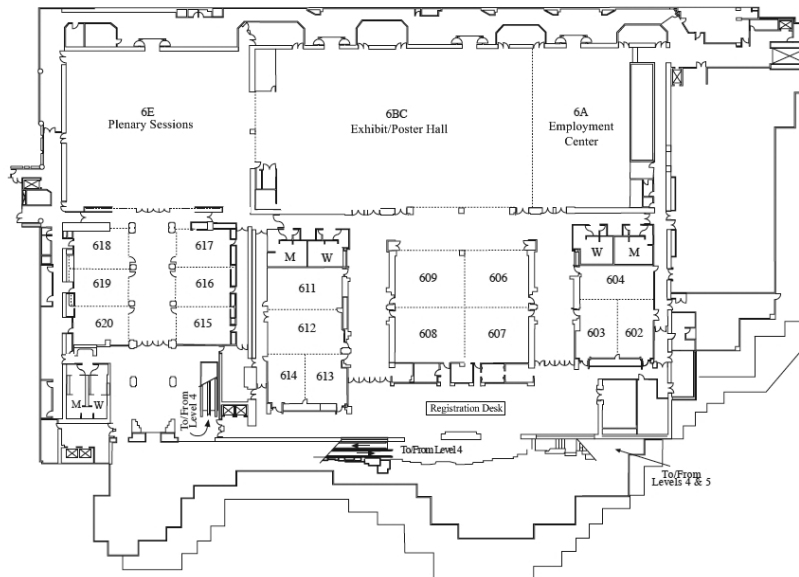 6E
Plenary Sessions
6BC
Exhibit/Poster Hall
6A
Employment
Center
618
617
619
616
620
615
M
W
611
612
614
613
609
606
608
607
W
M
604
603
602
M
W
To/From
Level 4
Registration Desk
To/From Level 4
To/From
Levels 4 & 5